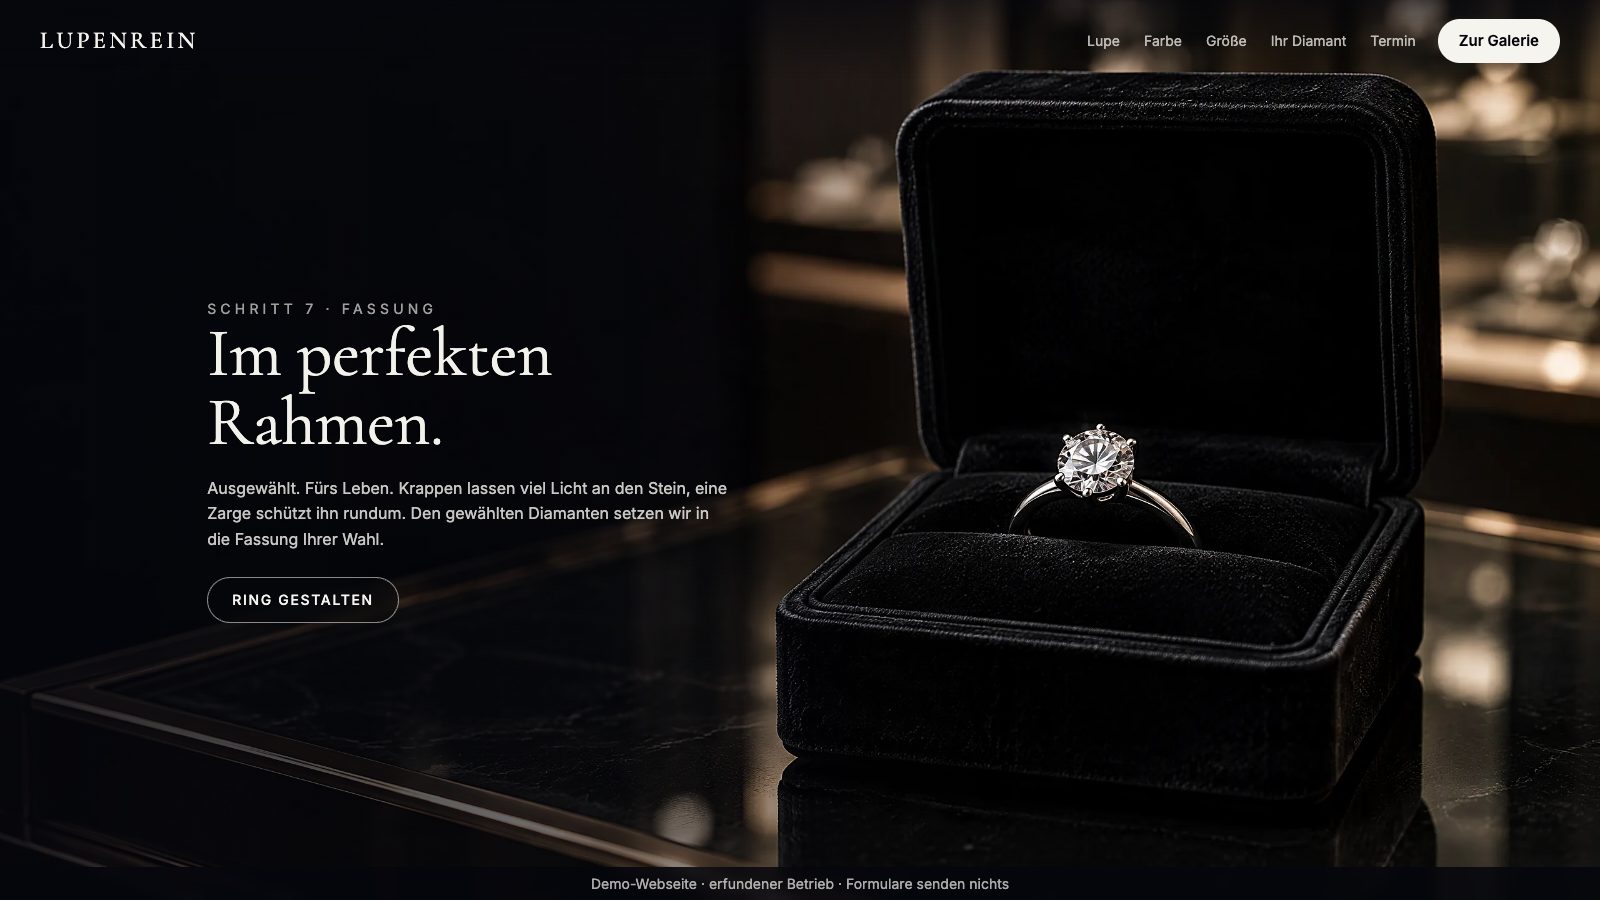 LUPENREIN
Lupe
Farbe
Größe
Ihr Diamant
Termin
Zur Galerie
SCHRITT 7 · FASSUNG
Im perfekten
Rahmen.
Ausgewählt. Fürs Leben. Krappen lassen viel Licht an den Stein, eine
Zarge schützt ihn rundum. Den gewählten Diamanten setzen wir in
die Fassung Ihrer Wahl.
RING GESTALTEN
Demo-Webseite · erfundener Betrieb · Formulare senden nichts